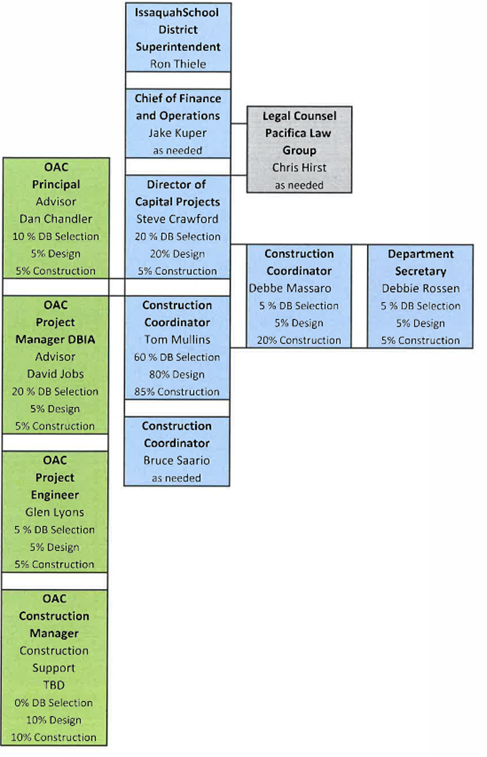 IssaquahSchool
District
Superintendent
Ron Thiele
Chief of Finance
and Operations
Jake Kuper
as needed
Legal Counsel
Pacifica Law
Group
Chris Hirst
as needed
OAC
Principal
Advisor
Dan Chandler
10 % DB Selection
5% Design
5% Construction
Director of
Capital Projects
Steve Crawford
20 % DB Selection
20% Design
5% Construction
Construction
Coordinator
Debbe Massaro
5 % DB Selection
5% Design
20% Construction
Department
Secretary
Debbie Rossen
5 % DB Selection
5% Design
5% Construction
OAC
Project
Manager DBIA
Advisor
David Jobs
20 % DB Selection
5% Design
5% Construction
Construction
Coordinator
Tom Mullins
60 % DB Selection
80% Design
85% Construction
Construction
Coordinator
Bruce Saario
as needed
OAC
Project
Engineer
Glen Lyons
5 % DB Selection
5% Design
5% Construction
OAC
Construction
Manager
Construction
Support
TBD
0% DB Selection
10% Design
10% Construction